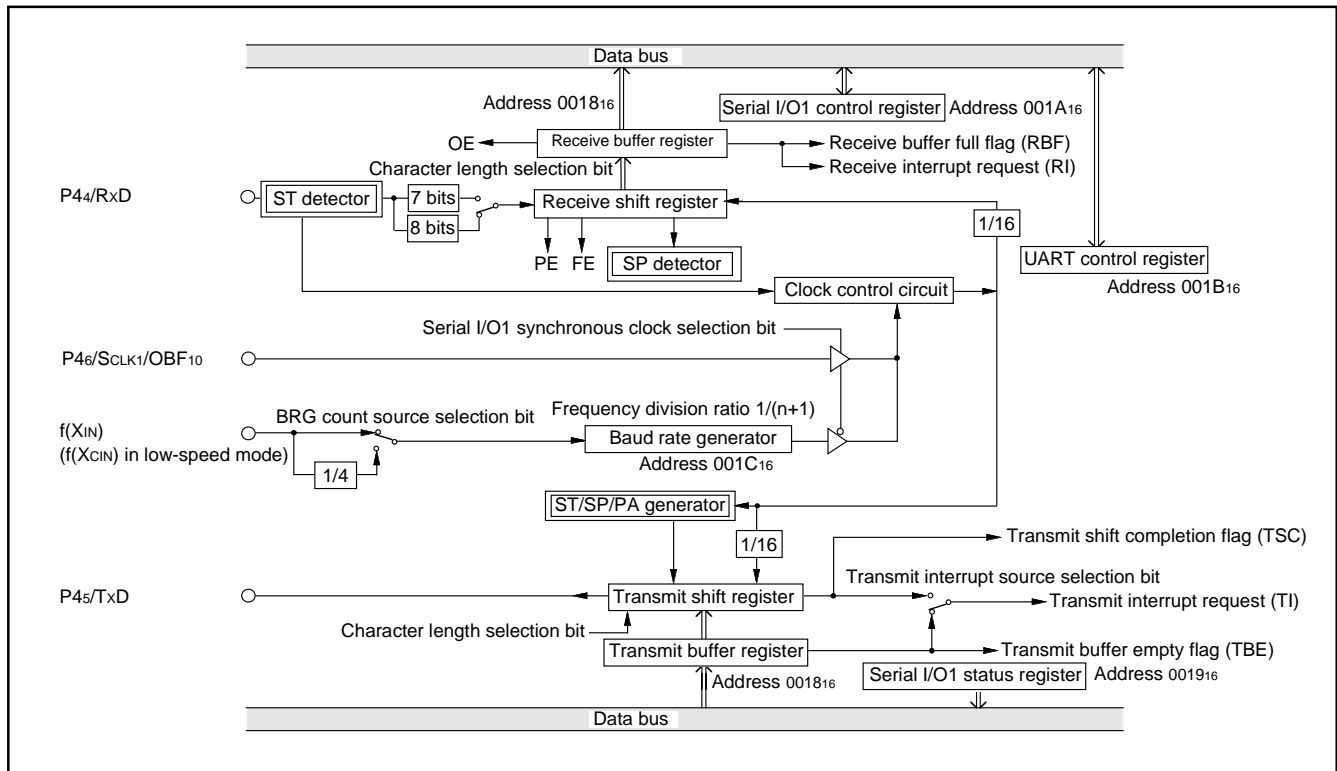 Data bus
Address 001816
Serial I/O1 control register Address 001A16
OE
Receive buffer register
Receive buffer full flag (RBF)
Receive interrupt request (RI)
Character length selection bit
P44/RXD
ST detector
7 bits
8 bits
Receive shift register
1/16
PE FE
SP detector
UART control register
Address 001B16
Clock control circuit
Serial I/O1 synchronous clock selection bit
P46/SCLK1/OBF10
BRG count source selection bit
Frequency division ratio 1/(n+1)
f(XIN)
(f(XCIN) in low-speed mode)
Baud rate generator
Address 001C16
1/4
ST/SP/PA generator
1/16
Transmit shift completion flag (TSC)
Transmit interrupt source selection bit
P45/TXD
Transmit shift register
Transmit interrupt request (TI)
Character length selection bit
Transmit buffer register
Transmit buffer empty flag (TBE)
Address 001816
Serial I/O1 status register Address 001916
Data bus